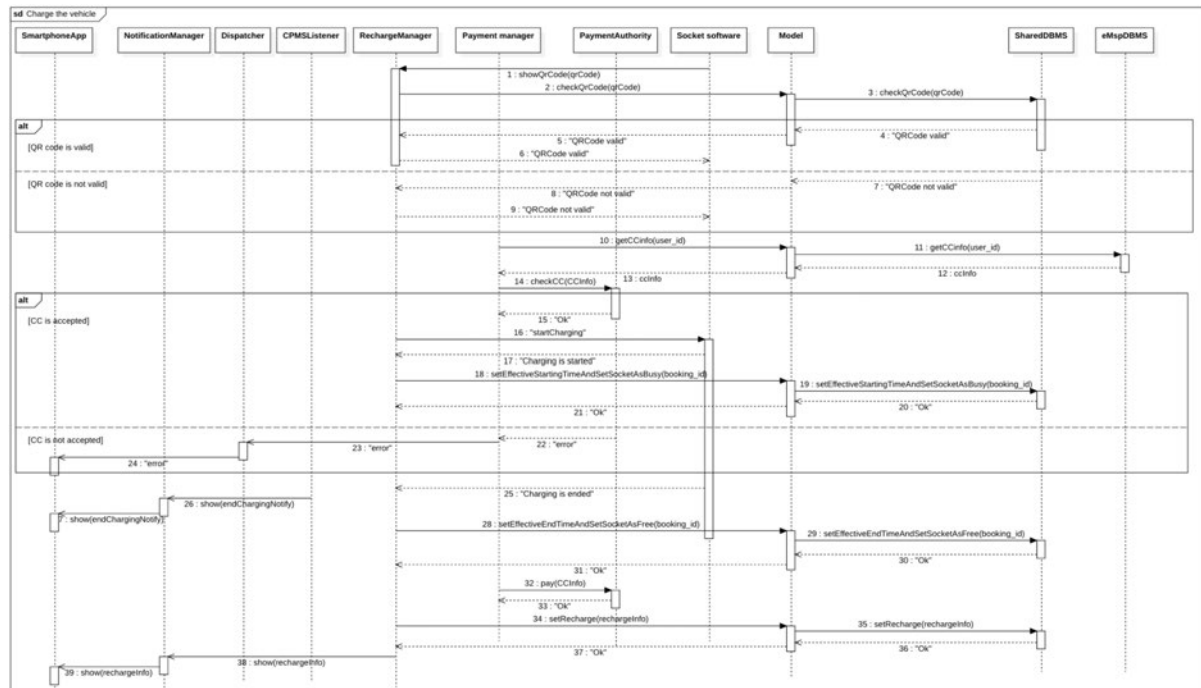 sd Charge the vehicle
SmartphoneApp
NotificationManager
Dispatcher
CPMSListener
RechargeManager
Payment manager
PaymentAuthority
Socket software
Model
SharedDBMS
eMspDBMS
1 : showQrCode(qrCode)
2 : checkQrCode(qrCode)
3 : checkQrCode(qrCode)
alt
[QR code is valid]
4 : "QRCode valid"
5 : "QRCode valid"
6 : "QRCode valid"
[QR code is not valid]
7 : "QRCode not valid"
8 : "QRCode not valid"
9 : "QRCode not valid"
10 : getCCinfo(user_id)
11 : getCCinfo(user_id)
12 : ccInfo
13 : ccInfo
14 : checkCC(CCInfo)
alt
[CC is accepted]
15 : "Ok"
16 : "startCharging"
17 : "Charging is started"
18 : setEffectiveStartingTimeAndSetSocketAsBusy(booking_id)
19 : setEffectiveStartingTimeAndSetSocketAsBusy(booking_id)
20 : "Ok"
21 : "Ok"
[CC is not accepted]
22 : "error"
23 : "error"
24 : "error"
25 : "Charging is ended"
26 : show(endChargingNotify)
7 : show(endChargingNotify)
28 : setEffectiveEndTimeAndSetSocketAsFree(booking_id)
29 : setEffectiveEndTimeAndSetSocketAsFree(booking_id)
30 : "Ok"
31 : "Ok"
32 : pay(CCInfo)
33 : "Ok"
34 : setRecharge(rechargeInfo)
35 : setRecharge(rechargeInfo)
36 : "Ok"
37 : "Ok"
38 : show(rechargeInfo)
39 : show(rechargeInfo)